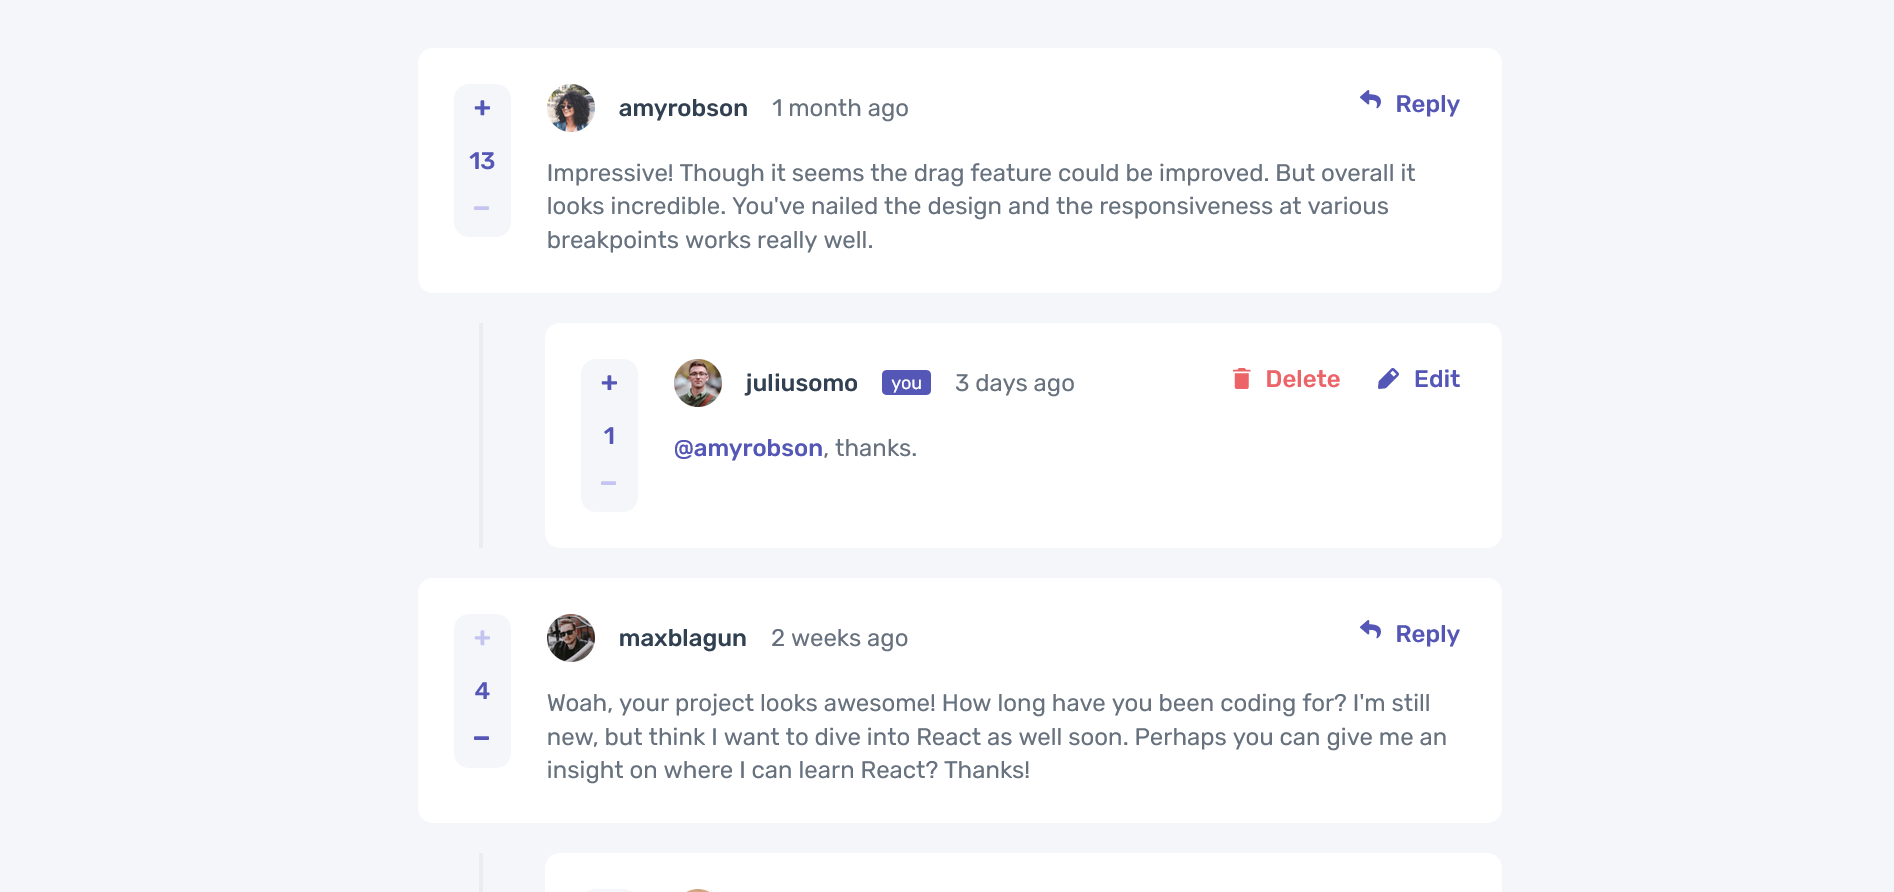 +
13
−
amyrobson 1 month ago
Reply
Impressive! Though it seems the drag feature could be improved. But overall it
looks incredible. You've nailed the design and the responsiveness at various
breakpoints works really well.
+
1
−
juliusomo you 3 days ago
Delete Edit
@amyrobson, thanks.
+
4
−
maxblagun 2 weeks ago
Reply
Woah, your project looks awesome! How long have you been coding for? I'm still
new, but think I want to dive into React as well soon. Perhaps you can give me an
insight on where I can learn React? Thanks!